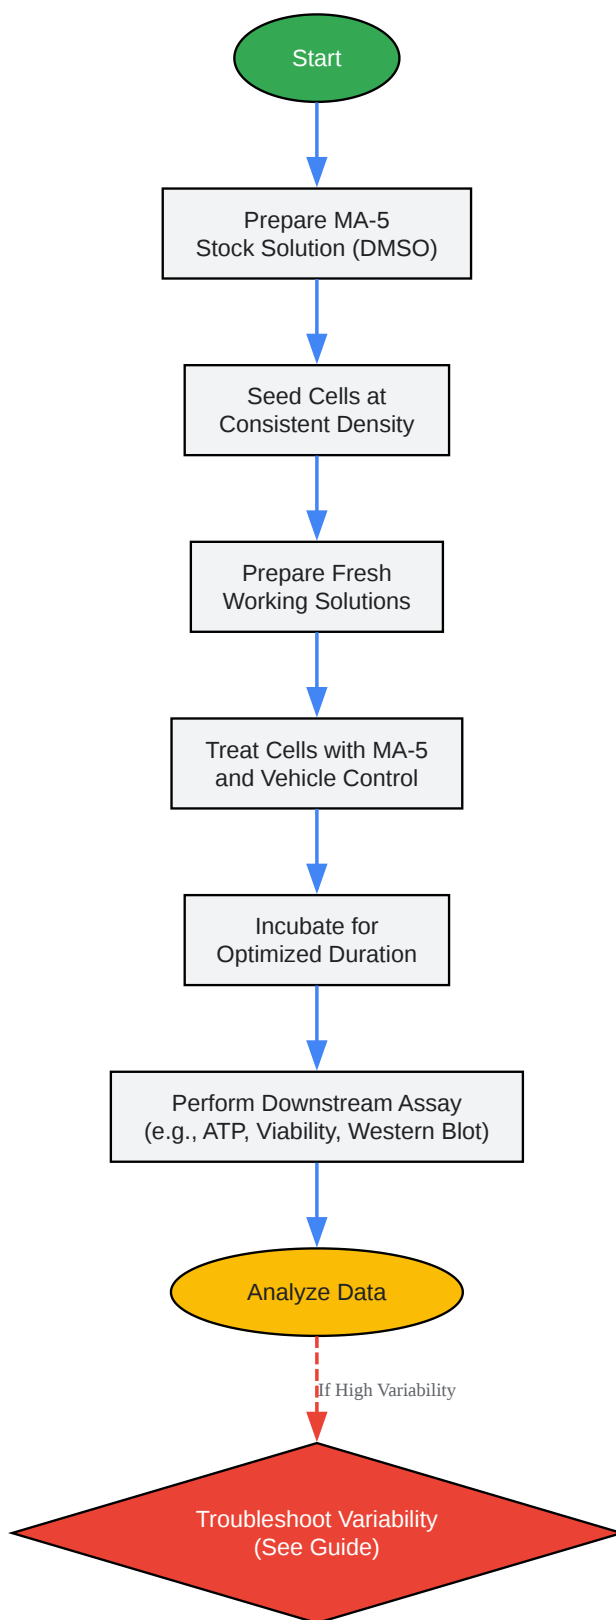 Start
Prepare MA-5
Stock Solution (DMSO)
Seed Cells at
Consistent Density
Prepare Fresh
Working Solutions
Treat Cells with MA-5
and Vehicle Control
Incubate for
Optimized Duration
Perform Downstream Assay
(e.g., ATP, Viability, Western Blot)
Analyze Data
If High Variability
Troubleshoot Variability
(See Guide)